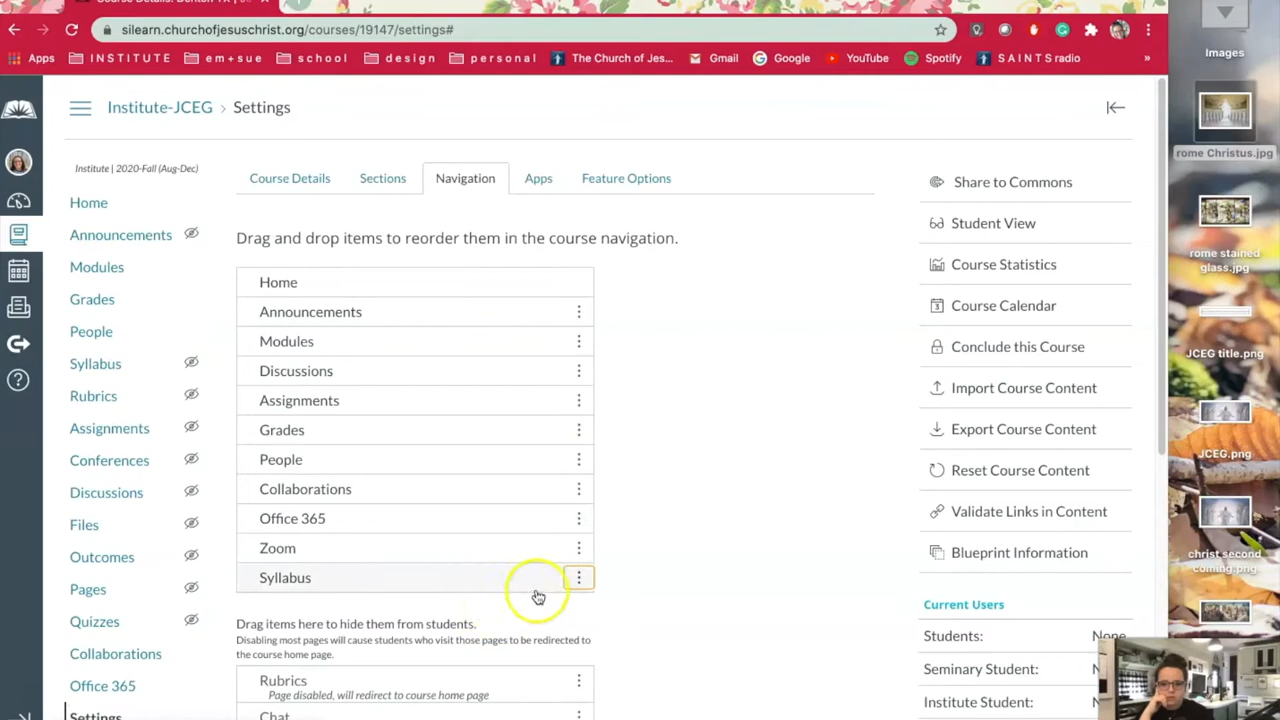 Course Details: Denton TX | Je
silearn.churchofjesuschrist.org/courses/19147/settings#
Apps
I N S T I T U T E
e m + s u e
s c h o o l
d e s i g n
p e r s o n a l
The Church of Jes...
Gmail
Google
YouTube
Spotify
S A I N T S radio
»
Institute-JCEG › Settings
Institute | 2020-Fall (Aug-Dec)
Home
Announcements
Modules
Grades
People
Syllabus
Rubrics
Assignments
Conferences
Discussions
Files
Outcomes
Pages
Quizzes
Collaborations
Office 365
Settings
Course Details
Sections
Navigation
Apps
Feature Options
Drag and drop items to reorder them in the course navigation.
Home
Announcements
Modules
Discussions
Assignments
Grades
People
Collaborations
Office 365
Zoom
Syllabus
Drag items here to hide them from students.
Disabling most pages will cause students who visit those pages to be redirected to
the course home page.
Rubrics
Page disabled, will redirect to course home page
Chat
Share to Commons
Student View
Course Statistics
Course Calendar
Conclude this Course
Import Course Content
Export Course Content
Reset Course Content
Validate Links in Content
Blueprint Information
Current Users
Students:
None
Seminary Student:
Institute Student:
Images
rome Christus.jpg
rome stained
glass.jpg
JCEG title.png
JCEG.png
christ second
coming.png